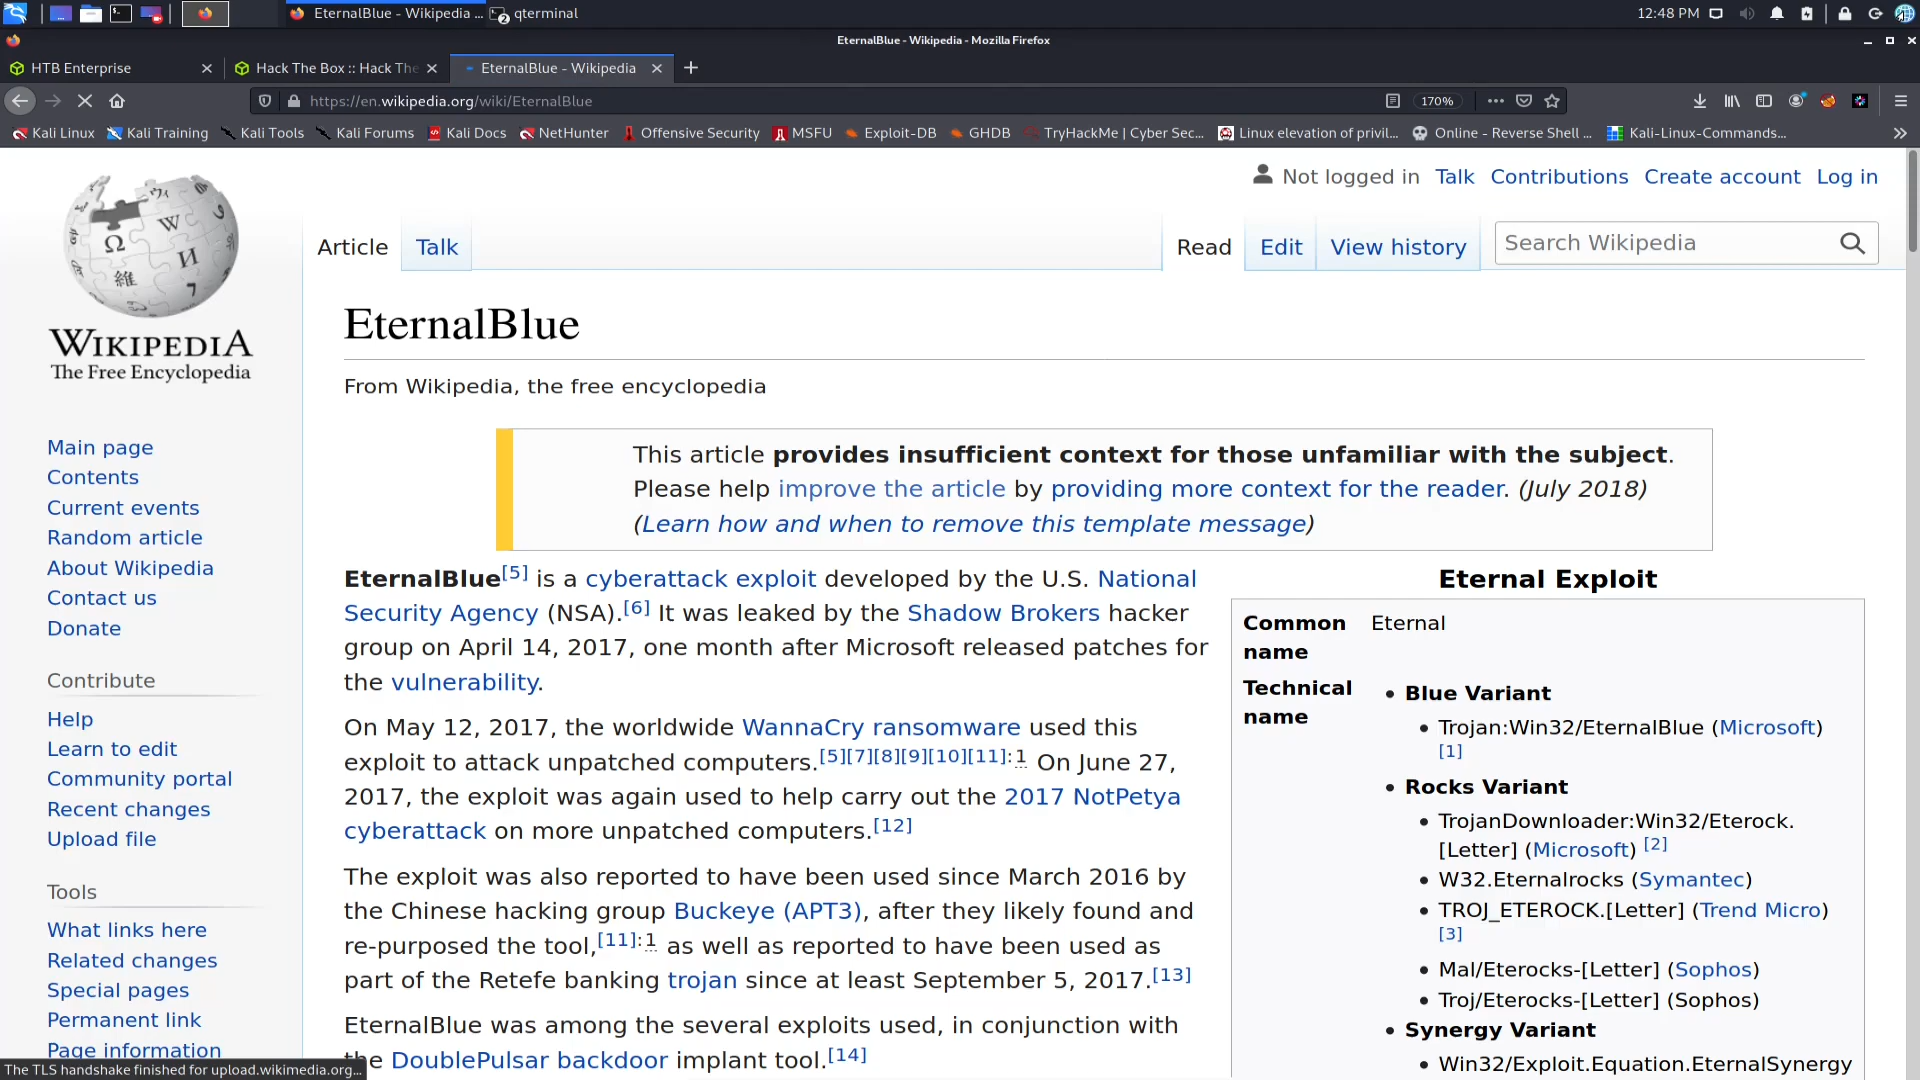 EternalBlue - Wikipedia ...
qterminal
12:48 PM
EternalBlue - Wikipedia - Mozilla Firefox
HTB Enterprise
Hack The Box :: Hack The
EternalBlue - Wikipedia
https://en.wikipedia.org/wiki/EternalBlue
170%
Kali Linux
Kali Training
Kali Tools
Kali Forums
Kali Docs
NetHunter
Offensive Security
MSFU
Exploit-DB
GHDB
TryHackMe | Cyber Sec...
Linux elevation of privil...
Online - Reverse Shell ...
Kali-Linux-Commands...
Not logged in Talk Contributions Create account Log in
Article Talk Read Edit View history Search Wikipedia
WIKIPEDIA
The Free Encyclopedia
Main page
Contents
Current events
Random article
About Wikipedia
Contact us
Donate
Contribute
Help
Learn to edit
Community portal
Recent changes
Upload file
Tools
What links here
Related changes
Special pages
Permanent link
Page information
EternalBlue
From Wikipedia, the free encyclopedia
This article provides insufficient context for those unfamiliar with the subject.
Please help improve the article by providing more context for the reader. (July 2018)
(Learn how and when to remove this template message)
EternalBlue[5] is a cyberattack exploit developed by the U.S. National
Security Agency (NSA).[6] It was leaked by the Shadow Brokers hacker
group on April 14, 2017, one month after Microsoft released patches for
the vulnerability.
On May 12, 2017, the worldwide WannaCry ransomware used this
exploit to attack unpatched computers.[5][7][8][9][10][11]:1 On June 27,
2017, the exploit was again used to help carry out the 2017 NotPetya
cyberattack on more unpatched computers.[12]
The exploit was also reported to have been used since March 2016 by
the Chinese hacking group Buckeye (APT3), after they likely found and
re-purposed the tool,[11]:1 as well as reported to have been used as
part of the Retefe banking trojan since at least September 5, 2017.[13]
EternalBlue was among the several exploits used, in conjunction with
the DoublePulsar backdoor implant tool.[14]
Eternal Exploit
Common name Eternal
Technical name
• Blue Variant
• Trojan:Win32/EternalBlue (Microsoft)
[1]
• Rocks Variant
• TrojanDownloader:Win32/Eterock.
[Letter] (Microsoft) [2]
• W32.Eternalrocks (Symantec)
• TROJ_ETEROCK.[Letter] (Trend Micro)
[3]
• Mal/Eterocks-[Letter] (Sophos)
• Troj/Eterocks-[Letter] (Sophos)
• Synergy Variant
• Win32/Exploit.Equation.EternalSynergy
The TLS handshake finished for upload.wikimedia.org...